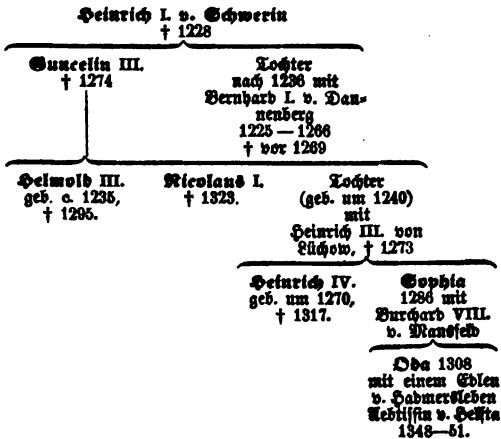 Heinrich I. v. Schwerin
† 1228
Guncelin III.
† 1274
Tochter
nach 1236 mit
Bernhard I. v. Dan-
nenberg
1225 — 1266
† vor 1269
Helmold III.
geb. c. 1235,
† 1295.
Nicolaus I.
† 1323.
Tochter
(geb. um 1240)
mit
Heinrich III. von
Lüchow, † 1273
Heinrich IV.
geb. um 1270,
† 1317.
Sophia
1286 mit
Burchard VIII.
v. Mansfeld
Oda 1308
mit einem Edlen
v. Hadmersleben
Aebtissin v. Helfta
1348—51.